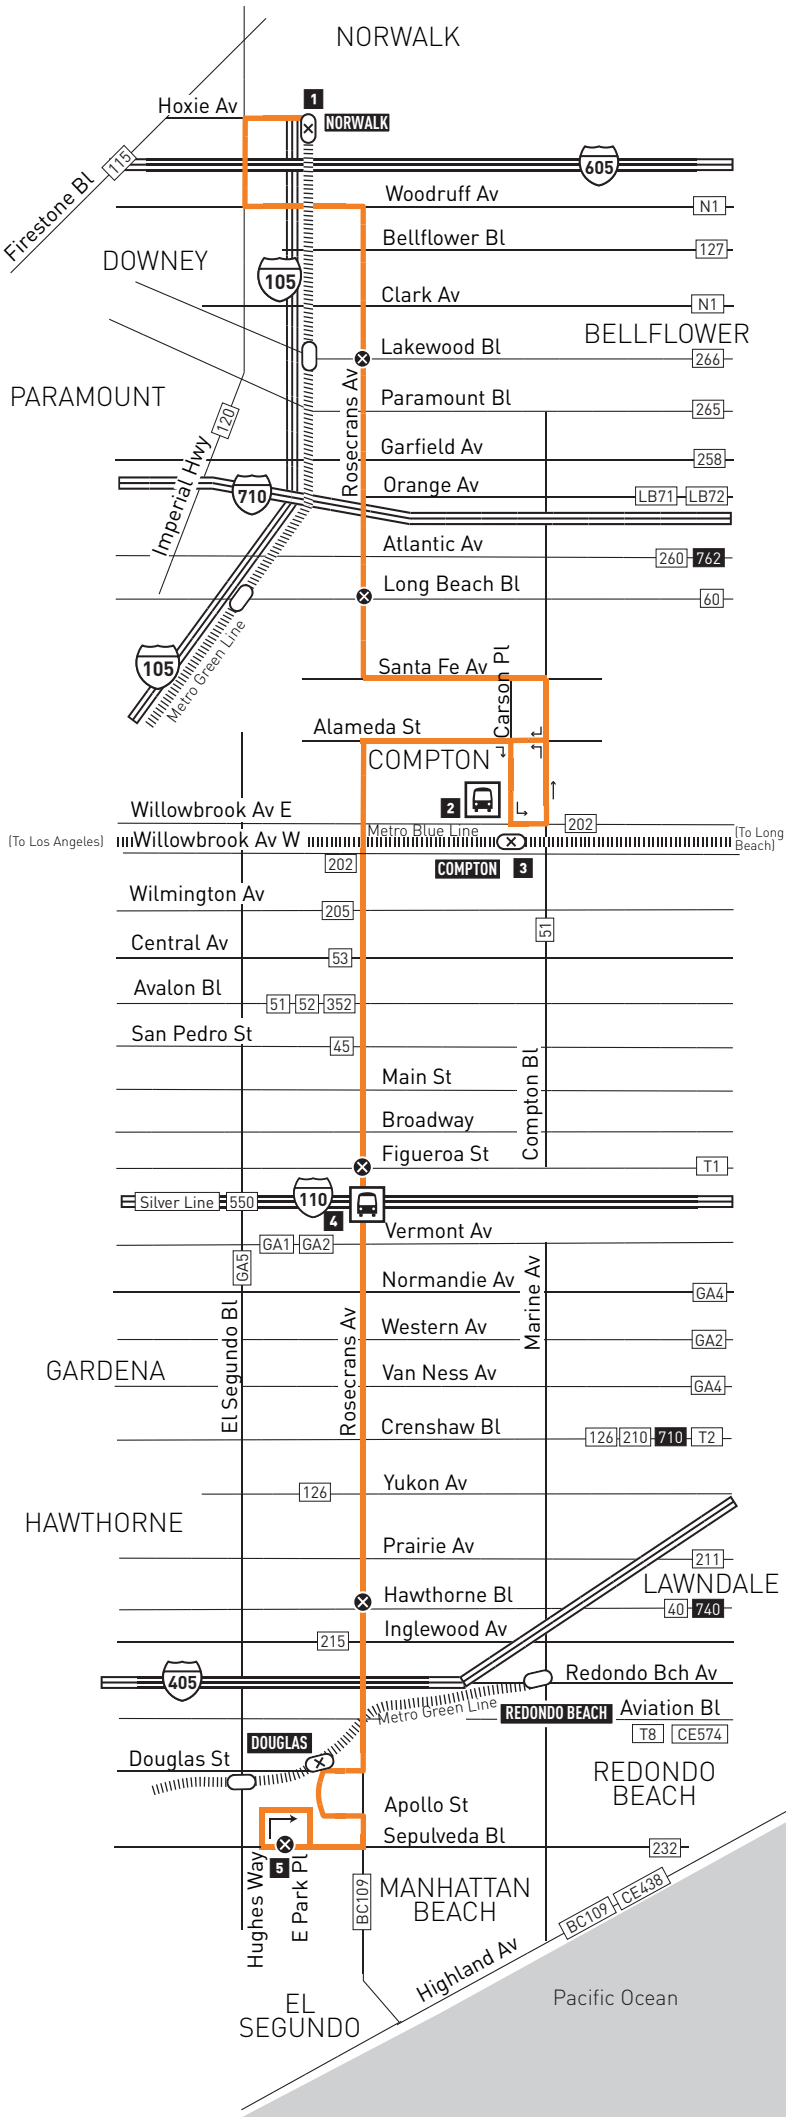 NORWALK
1
Hoxie Av
NORWALK
115
605
Firestone Bl
Woodruff Av
N1
Bellflower Bl
127
DOWNEY
105
Clark Av
N1
BELLFLOWER
Lakewood Bl
266
PARAMOUNT
Rosecrans Av
Paramount Bl
265
120
Imperial Hwy
Garfield Av
258
Orange Av
LB71
LB72
710
Atlantic Av
260
762
Long Beach Bl
60
105
Metro Green Line
Santa Fe Av
Carson Pl
Alameda St
COMPTON
2
Willowbrook Av E
202
(To Los Angeles)
Willowbrook Av W
Metro Blue Line
(To Long
Beach)
202
COMPTON
3
Wilmington Av
205
51
Central Av
53
Avalon Bl
51
52
352
San Pedro St
45
Compton Bl
Main St
Broadway
Figueroa St
T1
Silver Line
550
110
4
Vermont Av
GA1
GA2
GA5
Marine Av
Normandie Av
GA4
El Segundo Bl
Rosecrans Av
Western Av
GA2
GARDENA
Van Ness Av
GA4
Crenshaw Bl
126
210
710
T2
Yukon Av
126
HAWTHORNE
Prairie Av
211
LAWNDALE
Hawthorne Bl
40
740
Inglewood Av
215
405
Redondo Bch Av
Metro Green Line
REDONDO BEACH
Aviation Bl
T8
CE574
DOUGLAS
Douglas St
REDONDO
BEACH
Apollo St
Sepulveda Bl
232
5
Hughes Way
E Park Pl
BC109
MANHATTAN
BEACH
BC109
CE438
Highland Av
EL
SEGUNDO
Pacific Ocean